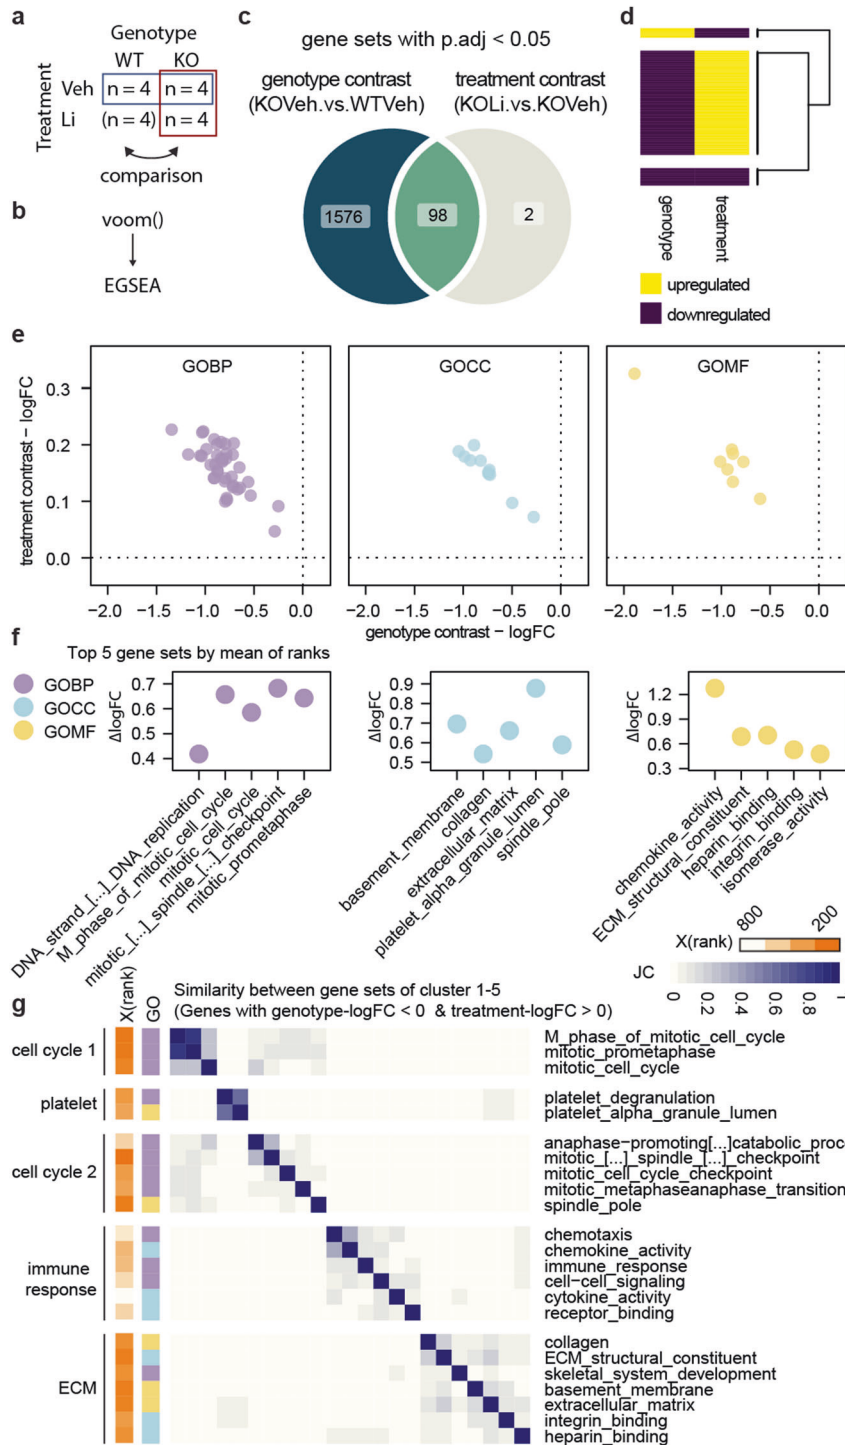 a
Genotype
WT KO
Treatment
Veh n = 4 n = 4
Li (n = 4) n = 4
comparison
b
voom()
EGSEA
c
gene sets with p.adj < 0.05
genotype contrast
(KOVeh.vs.WTVeh)
treatment contrast
(KOLi.vs.KOVeh)
1576 98 2
d
genotype treatment
upregulated
downregulated
e
GOBP GOCC GOMF
treatment contrast − logFC
0.3
0.2
0.1
0.0
−2.0 −1.5 −1.0 −0.5 0.0 −2.0 −1.5 −1.0 −0.5 0.0 −2.0 −1.5 −1.0 −0.5 0.0
genotype contrast − logFC
f
Top 5 gene sets by mean of ranks
GOBP
GOCC
GOMF
ΔlogFC
0.7
0.6
0.5
0.4
DNA_strand_[...]_DNA_replication
M_phase_of_mitotic_cell_cycle
mitotic_cell_cycle
mitotic_[...]_spindle_[...]_checkpoint
mitotic_prometaphase
ΔlogFC
0.9
0.8
0.7
0.6
0.5
basement_membrane
collagen
extracellular_matrix
platelet_alpha_granule_lumen
spindle_pole
ΔlogFC
1.2
0.9
0.6
0.3
chemokine_activity
ECM_structural_constituent
heparin_binding
integrin_binding
isomerase_activity
800 200
X(rank)
JC
0 0.2 0.4 0.6 0.8 1
g
X(rank) GO
Similarity between gene sets of cluster 1-5
(Genes with genotype-logFC < 0 & treatment-logFC > 0)
cell cycle 1
M_phase_of_mitotic_cell_cycle
mitotic_prometaphase
mitotic_cell_cycle
platelet
platelet_degranulation
platelet_alpha_granule_lumen
cell cycle 2
anaphase−promoting[...]catabolic_proce
mitotic_[...]_spindle_[...]_checkpoint
mitotic_cell_cycle_checkpoint
mitotic_metaphaseanaphase_transition
spindle_pole
immune
response
chemotaxis
chemokine_activity
immune_response
cell−cell_signaling
cytokine_activity
receptor_binding
ECM
collagen
ECM_structural_constituent
skeletal_system_development
basement_membrane
extracellular_matrix
integrin_binding
heparin_binding